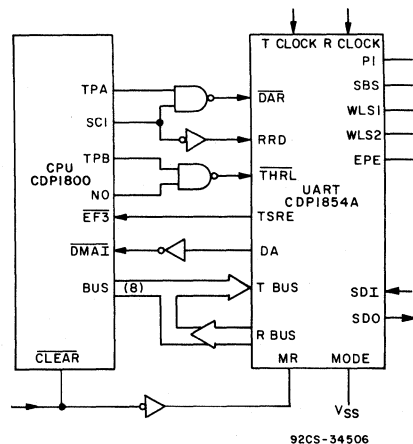 T CLOCK R CLOCK
PI
SBS
WLS1
WLS2
EPE
TPA
SCI
DAR
RRD
CPU
CDP1800
TPB
NO
THRL
UART
CDP1854A
EF3
TSRE
DMAI
DA
BUS (8)
T BUS
SDI
R BUS
SDO
CLEAR
MR
MODE
VSS
92CS-34506